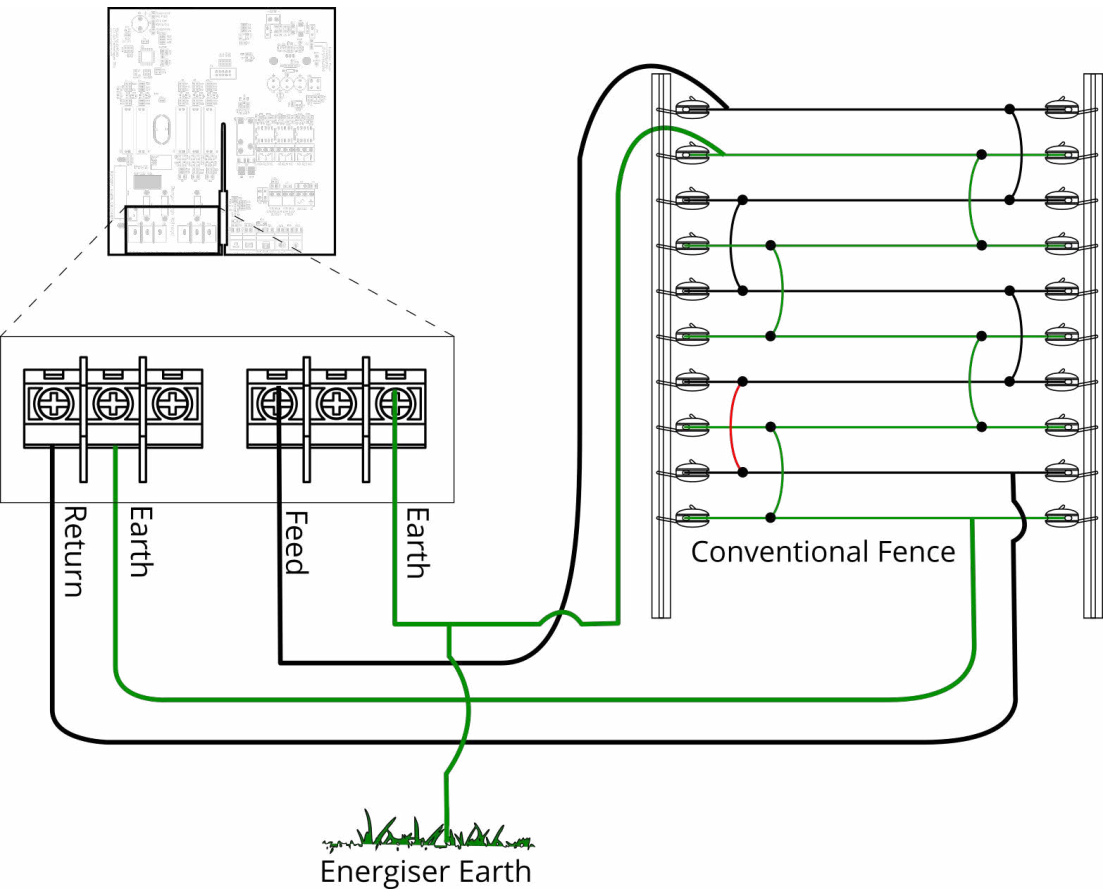 Conventional Fence
Return
Earth
Feed
Earth
Energiser Earth